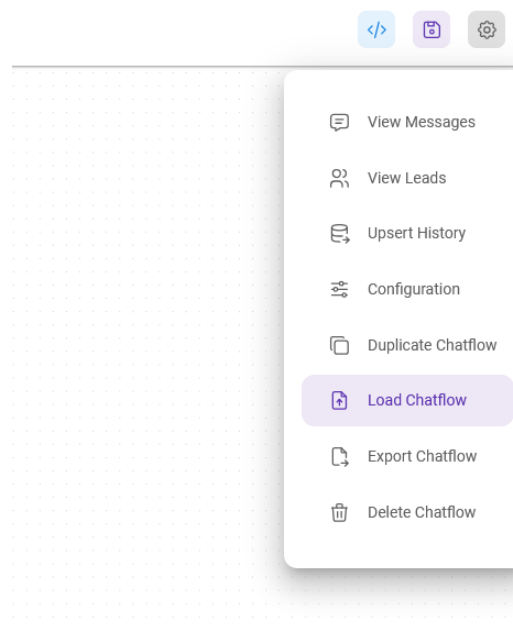 View Messages
View Leads
Upsert History
Configuration
Duplicate Chatflow
Load Chatflow
Export Chatflow
Delete Chatflow